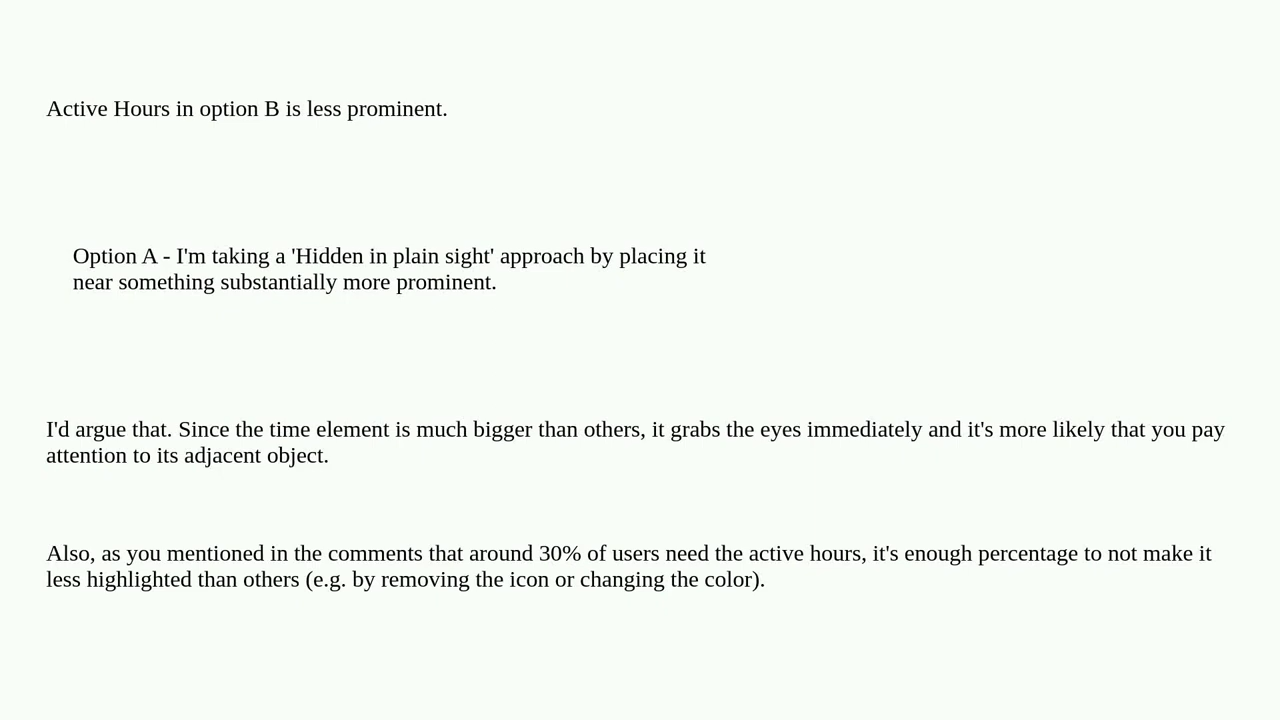 Active Hours in option B is less prominent.
Option A - I'm taking a 'Hidden in plain sight' approach by placing it
near something substantially more prominent.
I'd argue that. Since the time element is much bigger than others, it grabs the eyes immediately and it's more likely that you pay
attention to its adjacent object.
Also, as you mentioned in the comments that around 30% of users need the active hours, it's enough percentage to not make it
less highlighted than others (e.g. by removing the icon or changing the color).